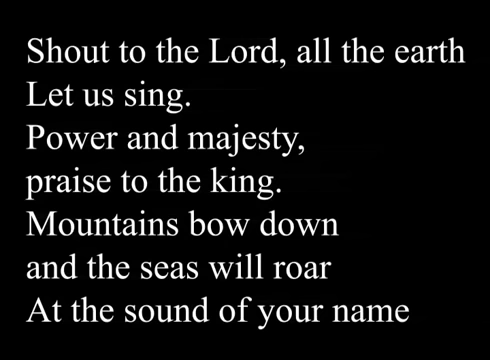 Shout to the Lord, all the earth
Let us sing.
Power and majesty,
praise to the king.
Mountains bow down
and the seas will roar
At the sound of your name